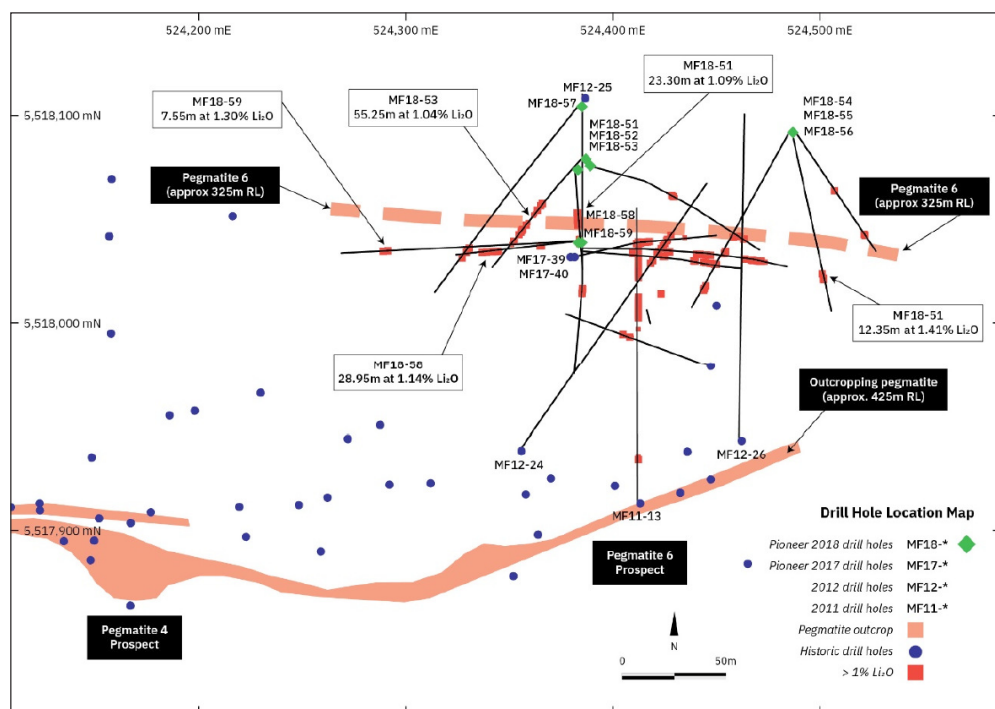 524,200 mE
524,300 mE
524,400 mE
524,500 mE
5,518,100 mN
5,518,000 mN
5,517,900 mN
MF18-59
7.55m at 1.30% Li₂O
MF18-53
55.25m at 1.04% Li₂O
MF12-25
MF18-57
MF18-51
23.30m at 1.09% Li₂O
MF18-51
MF18-52
MF18-53
MF18-54
MF18-55
MF18-56
Pegmatite 6
(approx 325m RL)
Pegmatite 6
(approx 325m RL)
MF18-58
MF18-59
MF17-39
MF17-40
MF18-51
12.35m at 1.41% Li₂O
MF18-58
28.95m at 1.14% Li₂O
Outcropping pegmatite
(approx. 425m RL)
MF12-24
MF12-26
MF11-13
Pegmatite 6
Prospect
Pegmatite 4
Prospect
Drill Hole Location Map
Pioneer 2018 drill holes MF18-*
Pioneer 2017 drill holes MF17-*
2012 drill holes MF12-*
2011 drill holes MF11-*
Pegmatite outcrop
Historic drill holes
> 1% Li₂O
N
0 50m